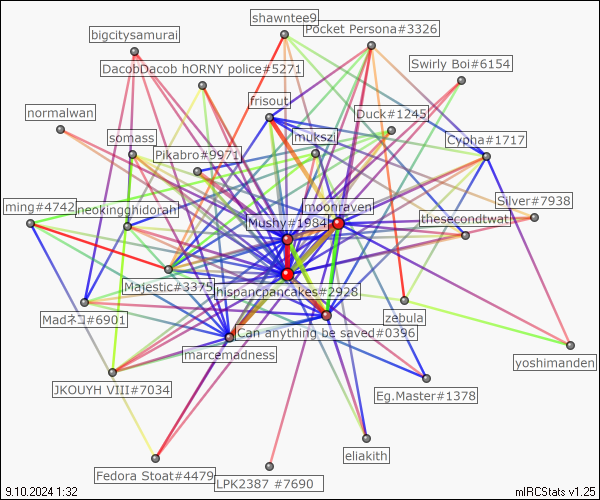 shawntee9
Pocket Persona#3326
bigcitysamurai
Swirly Boi#6154
DacobDacob hORNY police#5271
frisout
normalwan
Duck#1245
somass
mukszi
Cypha#1717
Pikabro#9971
Silver#7938
ming#4742
neokingghidorah
moonraven
Mushy#1984
thesecondtwat
Majestic#3375
hispancpancakes#2928
Madネコ#6901
Can anything be saved#0396
zebula
marcemadness
yoshimanden
JKOUYH VIII#7034
Eg.Master#1378
eliakith
Fedora Stoat#4479
LPK2387 #7690
9.10.2024 1:32
mIRCStats v1.25